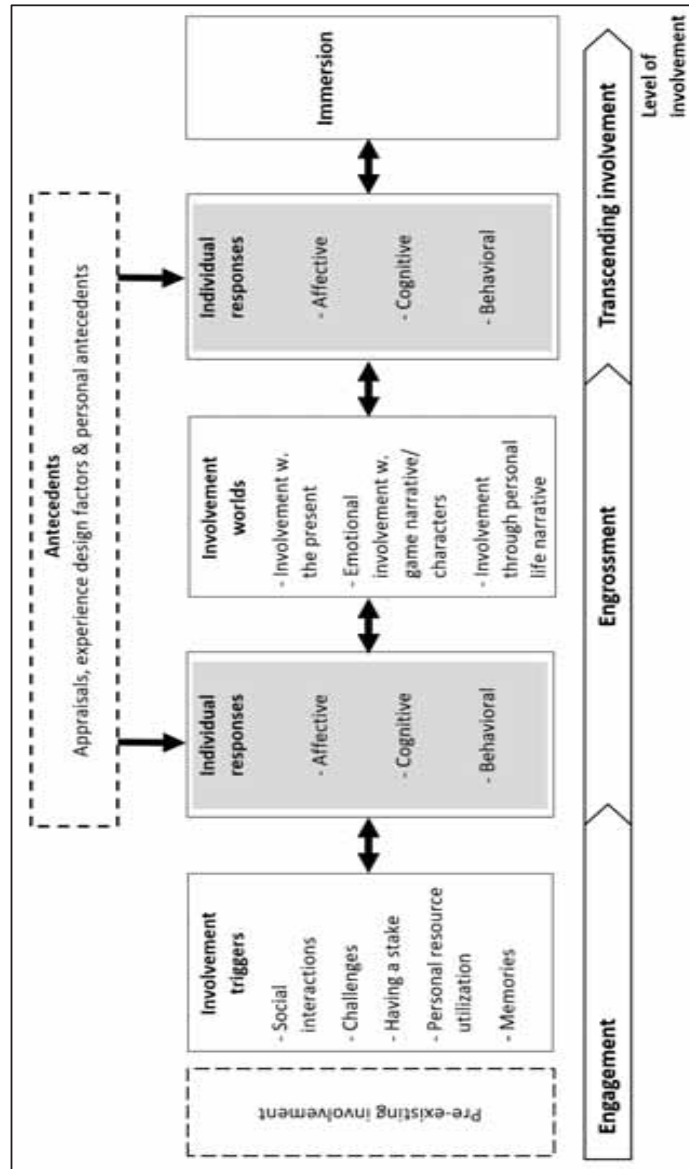 Antecedents
Appraisals, experience design factors & personal antecedents
Pre-existing involvement
Involvement
triggers
- Social
interactions
- Challenges
- Having a stake
- Personal resource
utilization
- Memories
Individual
responses
- Affective
- Cognitive
- Behavioral
Involvement
worlds
- Involvement w.
the present
- Emotional
involvement w.
game narrative/
characters
- Involvement
through personal
life narrative
Individual
responses
- Affective
- Cognitive
- Behavioral
Immersion
Engagement
Engrossment
Transcending involvement
Level of
involvement